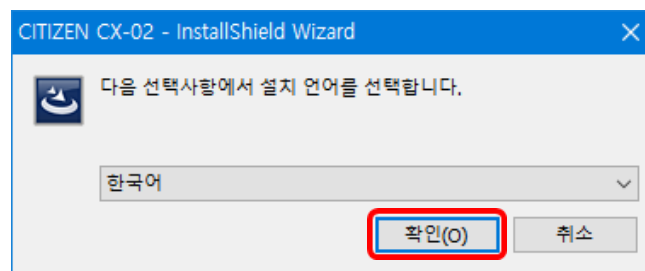 CITIZEN CX-02 - InstallShield Wizard
다음 선택사항에서 설치 언어를 선택합니다.
한국어
확인(O) 취소